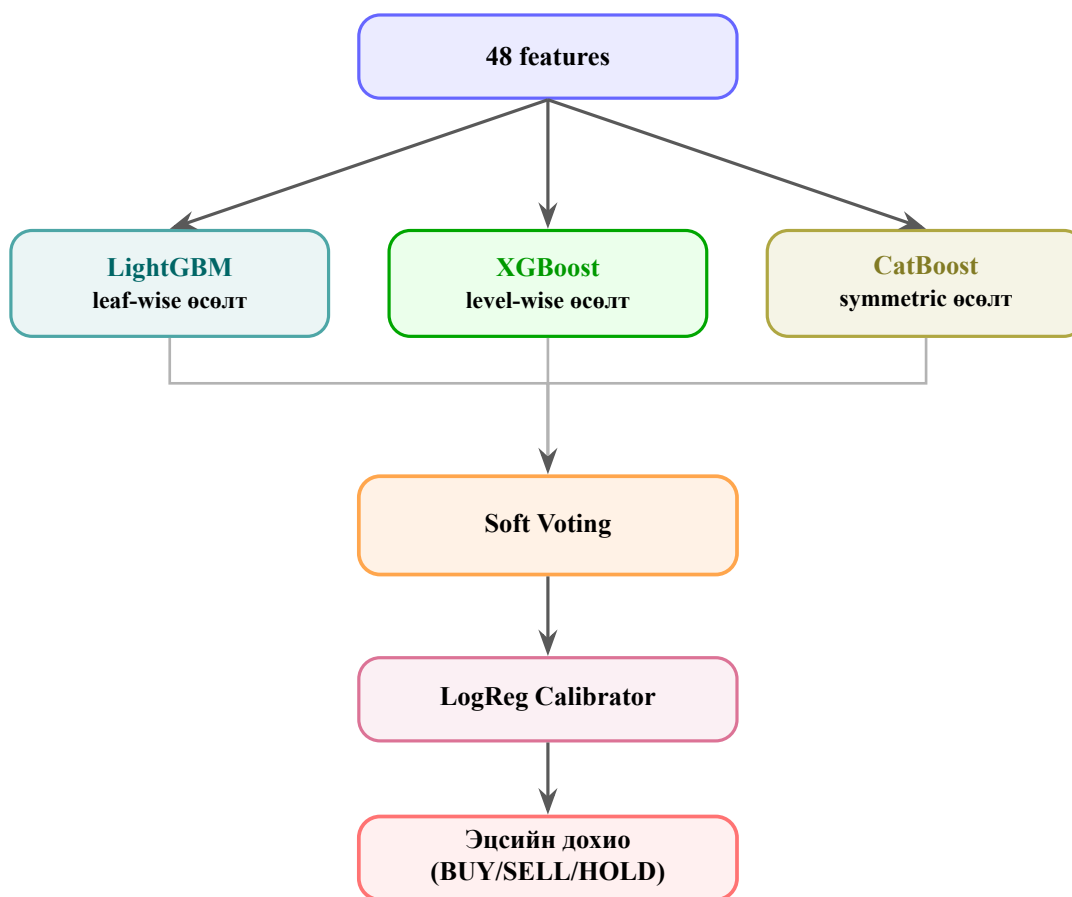 48 features
LightGBM
leaf-wise өсөлт
XGBoost
level-wise өсөлт
CatBoost
symmetric өсөлт
Soft Voting
LogReg Calibrator
Эцсийн дохио
(BUY/SELL/HOLD)